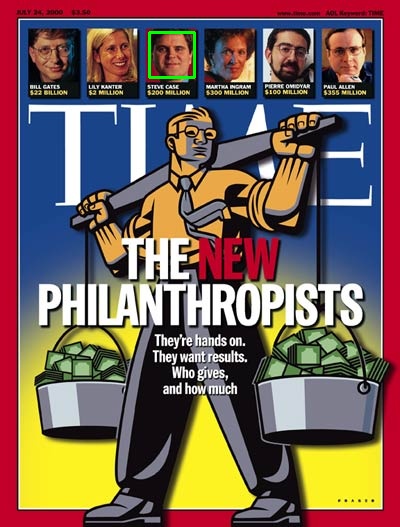 JULY 24, 2000 $3.50 www.time.com AOL Keyword: TIME
BILL GATES
$22 BILLION
LILY KANTER
$2 MILLION
STEVE CASE
$200 MILLION
MARTHA INGRAM
$300 MILLION
PIERRE OMIDYAR
$100 MILLION
PAUL ALLEN
$355 MILLION
TIME
THE NEW
PHILANTHROPISTS
They're hands on.
They want results.
Who gives,
and how much
FRASER